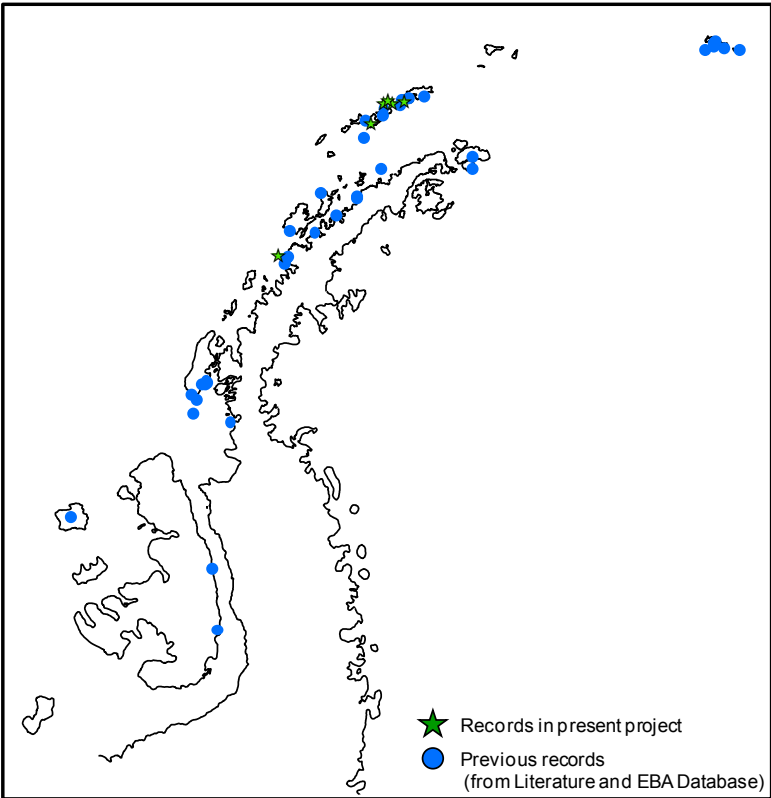 Records in present project
Previous records
(from Literature and EBA Database)